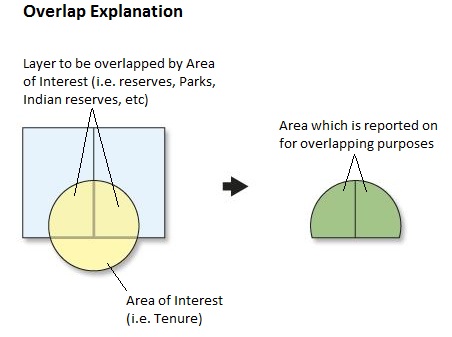 Overlap Explanation
Layer to be overlapped by Area
of Interest (i.e. reserves, Parks,
Indian reserves, etc)
Area which is reported on
for overlapping purposes
Area of Interest
(i.e. Tenure)